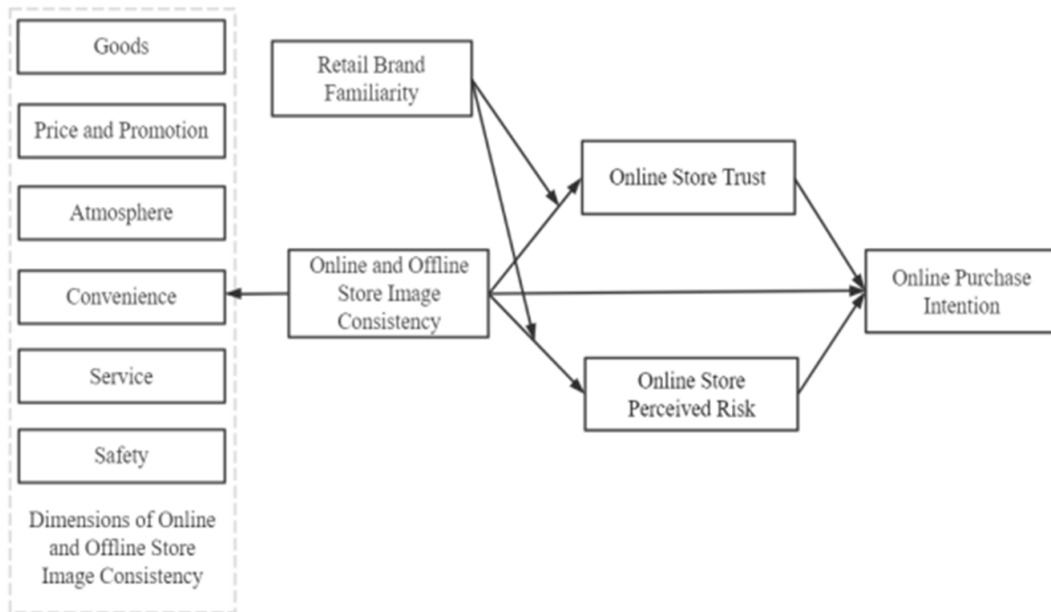 Goods
Price and Promotion
Atmosphere
Convenience
Service
Safety
Dimensions of Online
and Offline Store
Image Consistency
Retail Brand
Familiarity
Online and Offline
Store Image
Consistency
Online Store Trust
Online Store
Perceived Risk
Online Purchase
Intention